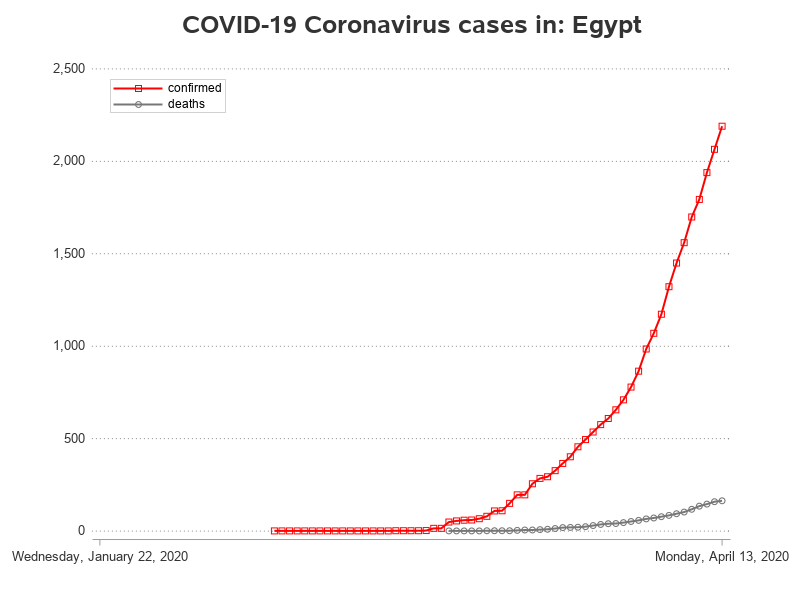 COVID-19 Coronavirus cases in: Egypt
2,500
confirmed
deaths
2,000
1,500
1,000
500
0
Wednesday, January 22, 2020
Monday, April 13, 2020